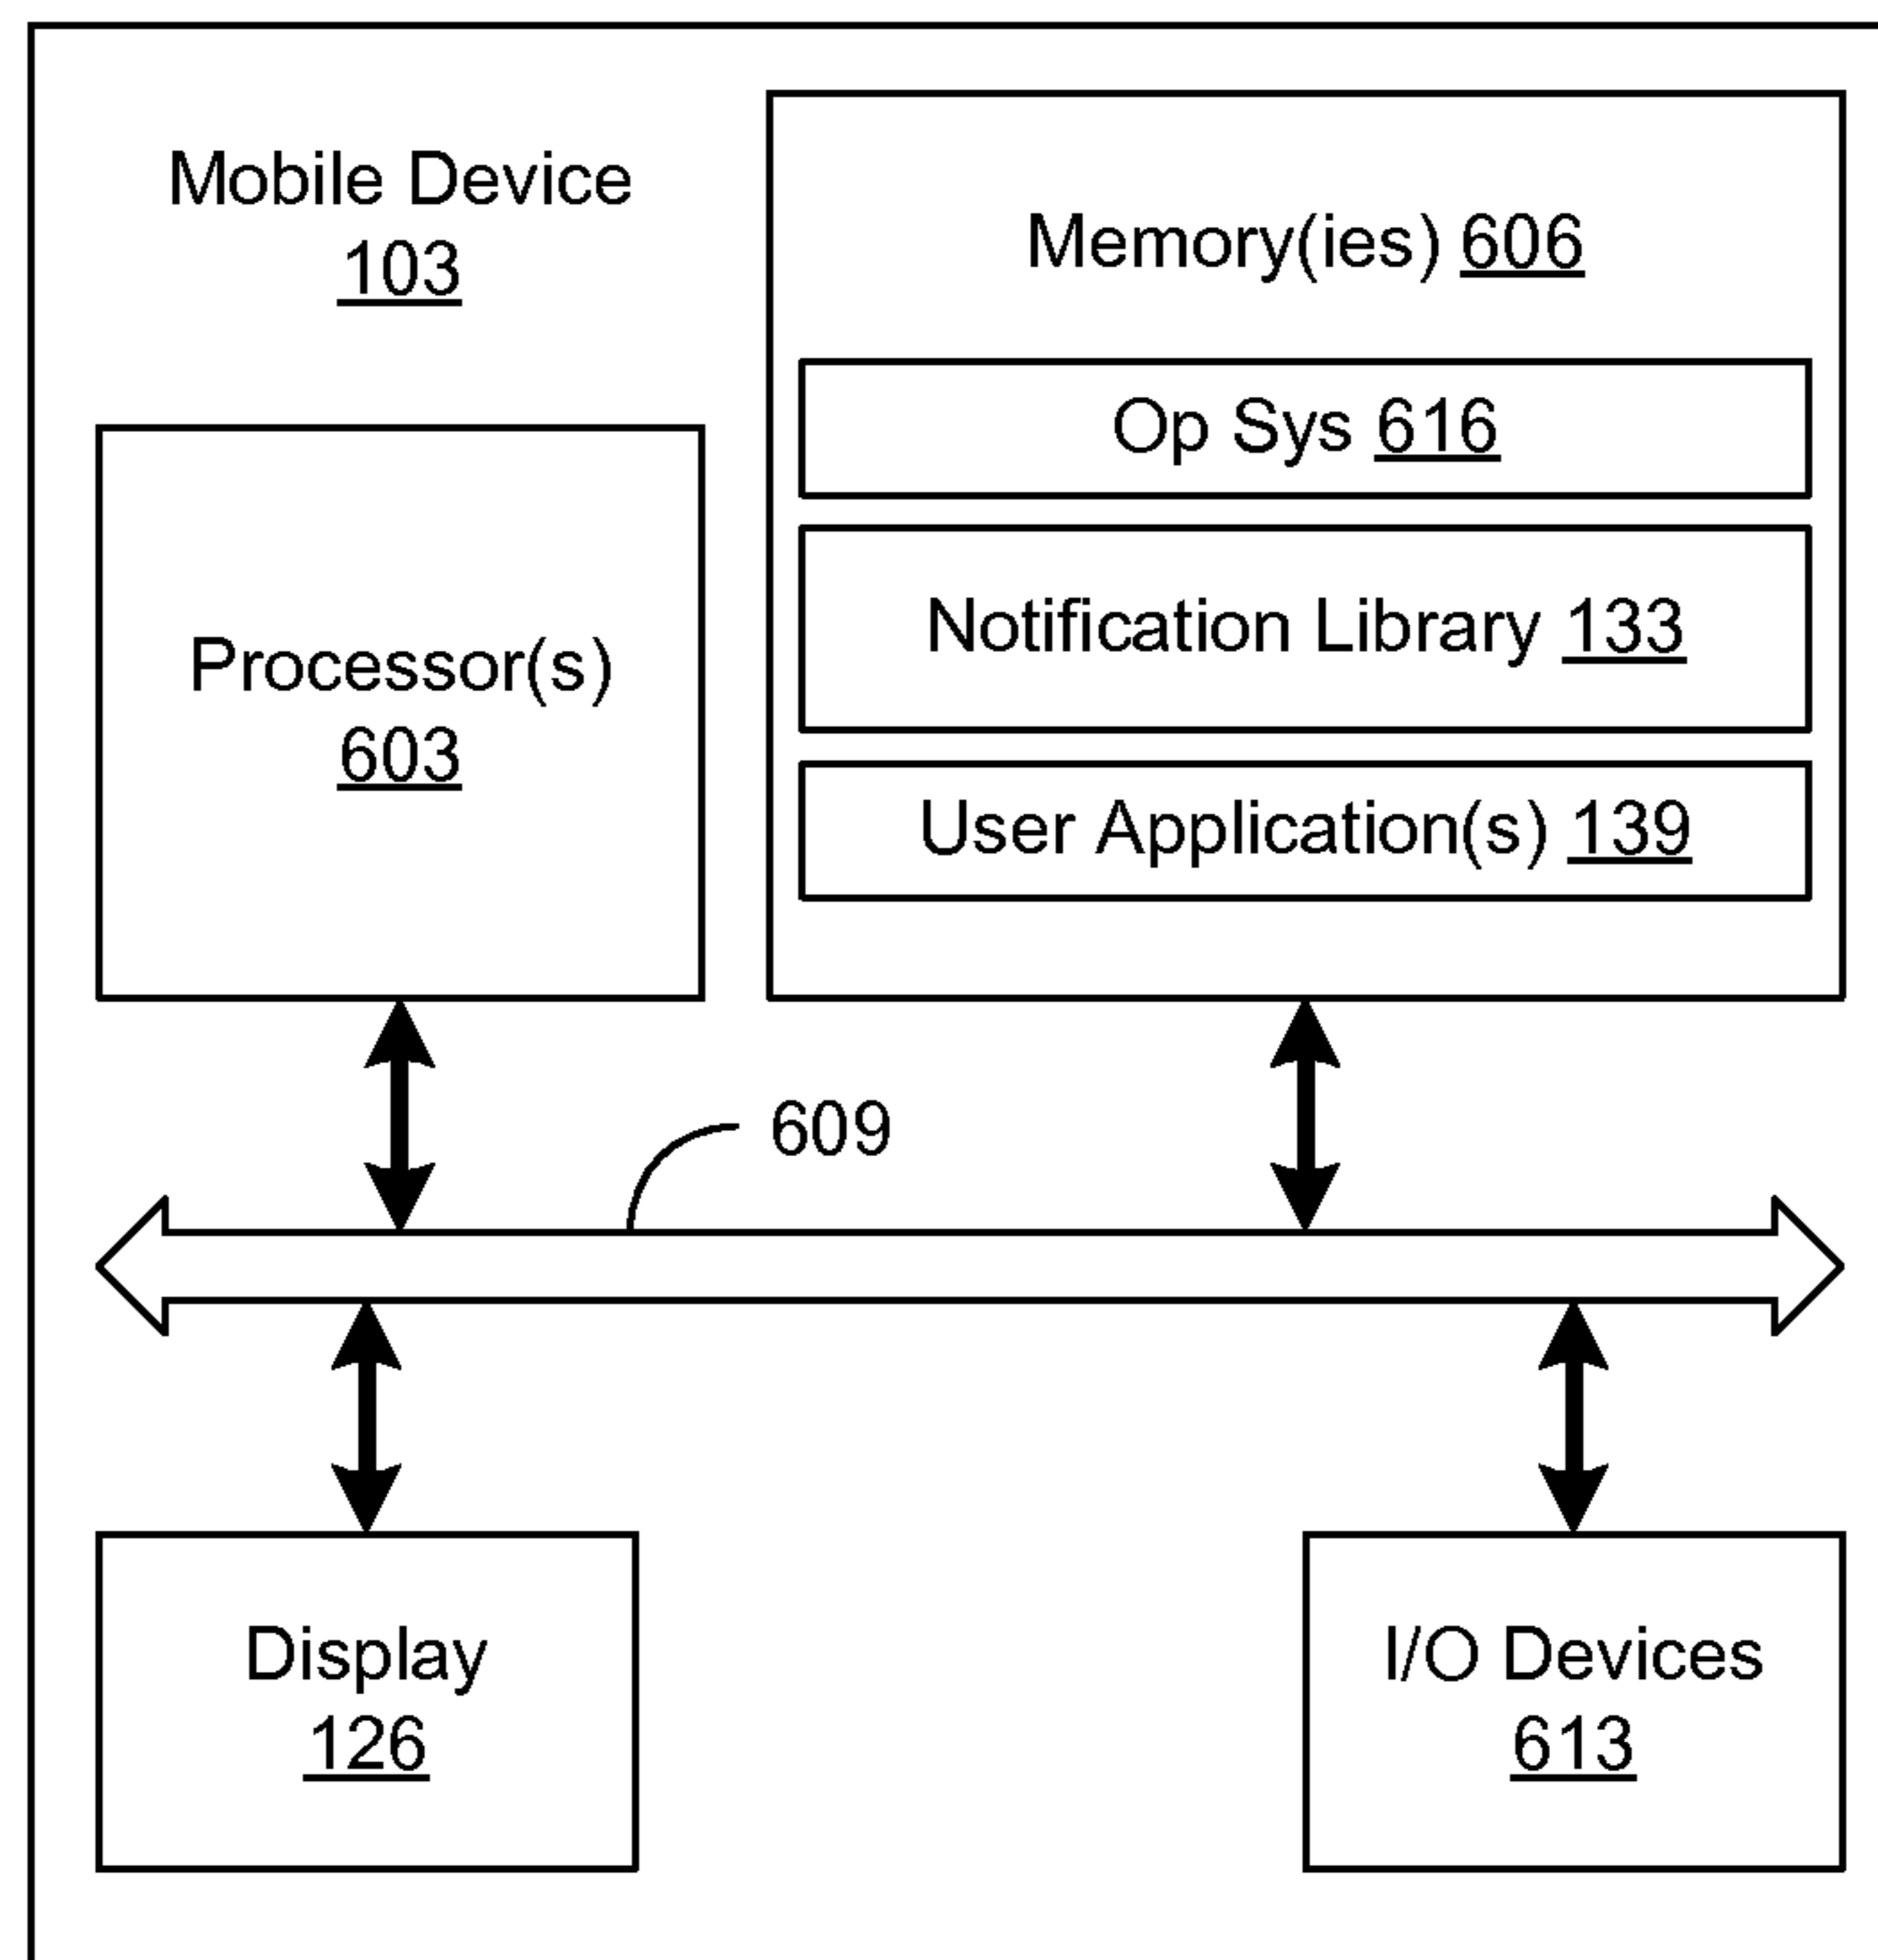 Mobile Device
103
Memory(ies) 606
Op Sys 616
Notification Library 133
User Application(s) 139
Processor(s)
603
609
Display
126
I/O Devices
613